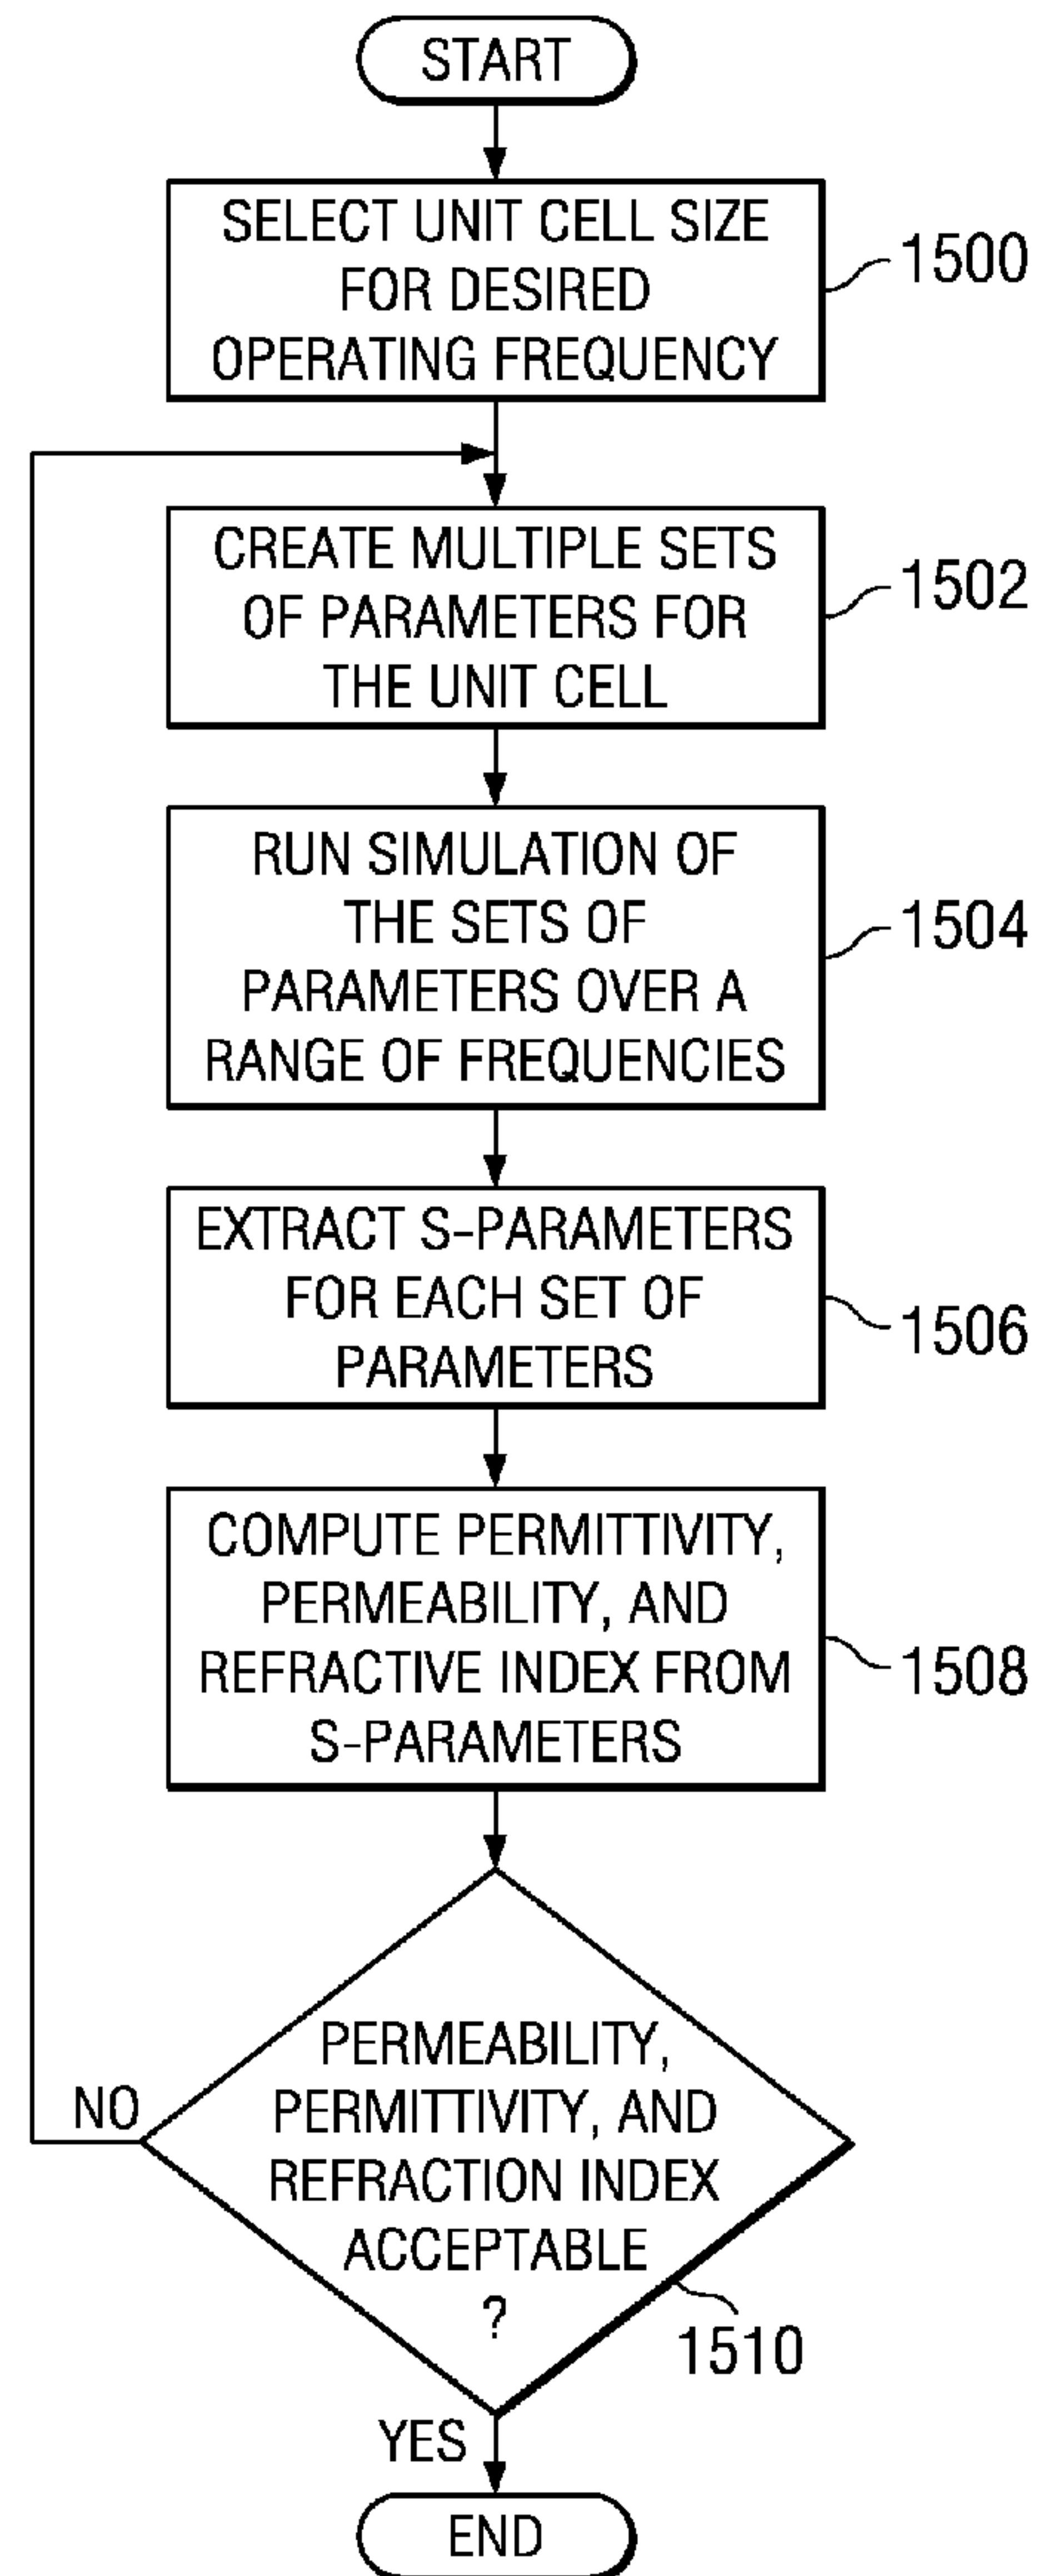 START
SELECT UNIT CELL SIZE
FOR DESIRED
OPERATING FREQUENCY
1500
CREATE MULTIPLE SETS
OF PARAMETERS FOR
THE UNIT CELL
1502
RUN SIMULATION OF
THE SETS OF
PARAMETERS OVER A
RANGE OF FREQUENCIES
1504
EXTRACT S-PARAMETERS
FOR EACH SET OF
PARAMETERS
1506
COMPUTE PERMITTIVITY,
PERMEABILITY, AND
REFRACTIVE INDEX FROM
S-PARAMETERS
1508
PERMEABILITY,
PERMITTIVITY, AND
REFRACTION INDEX
ACCEPTABLE
?
NO
1510
YES
END